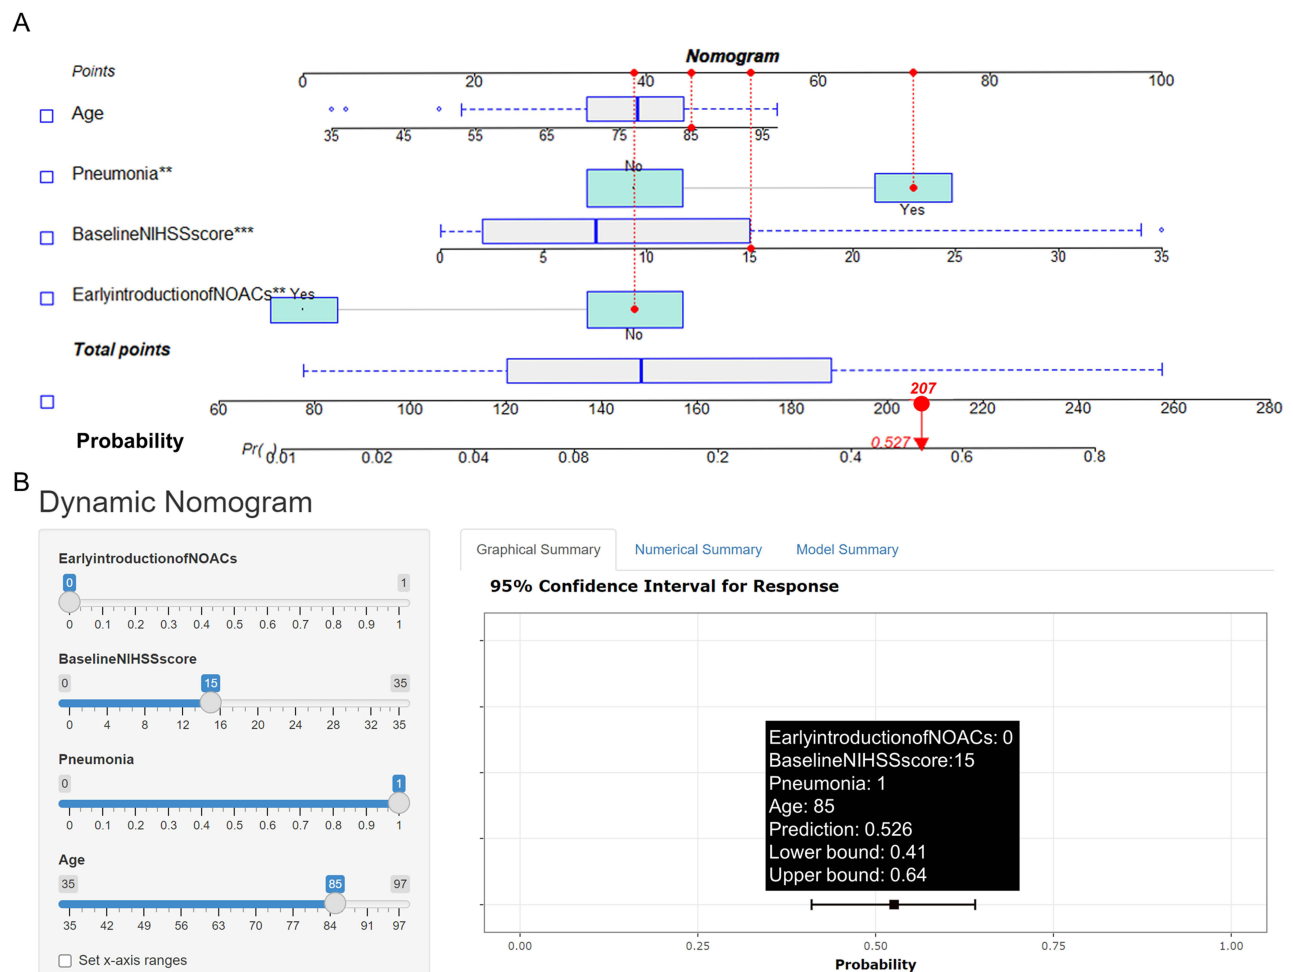 A
Nomogram
Points
0 20 40 60 80 100
Age
35 45 55 65 75 85 95
Pneumonia**
No
Yes
BaselineNIHSSscore***
0 5 10 15 20 25 30 35
EarlyintroductionofNOACs** Yes
No
Total points
207
60 80 100 120 140 160 180 200 220 240 260 280
Probability
Pr( )
0.527
0.01 0.02 0.04 0.08 0.2 0.4 0.6 0.8
B
Dynamic Nomogram
EarlyintroductionofNOACs
0 1
0 0.1 0.2 0.3 0.4 0.5 0.6 0.7 0.8 0.9 1
BaselineNIHSSscore
0 15 35
0 4 8 12 16 20 24 28 32 35
Pneumonia
0 1
0 0.1 0.2 0.3 0.4 0.5 0.6 0.7 0.8 0.9 1
Age
35 85 97
35 42 49 56 63 70 77 84 91 97
Set x-axis ranges
Graphical Summary Numerical Summary Model Summary
95% Confidence Interval for Response
EarlyintroductionofNOACs: 0
BaselineNIHSSscore:15
Pneumonia: 1
Age: 85
Prediction: 0.526
Lower bound: 0.41
Upper bound: 0.64
0.00 0.25 0.50 0.75 1.00
Probability